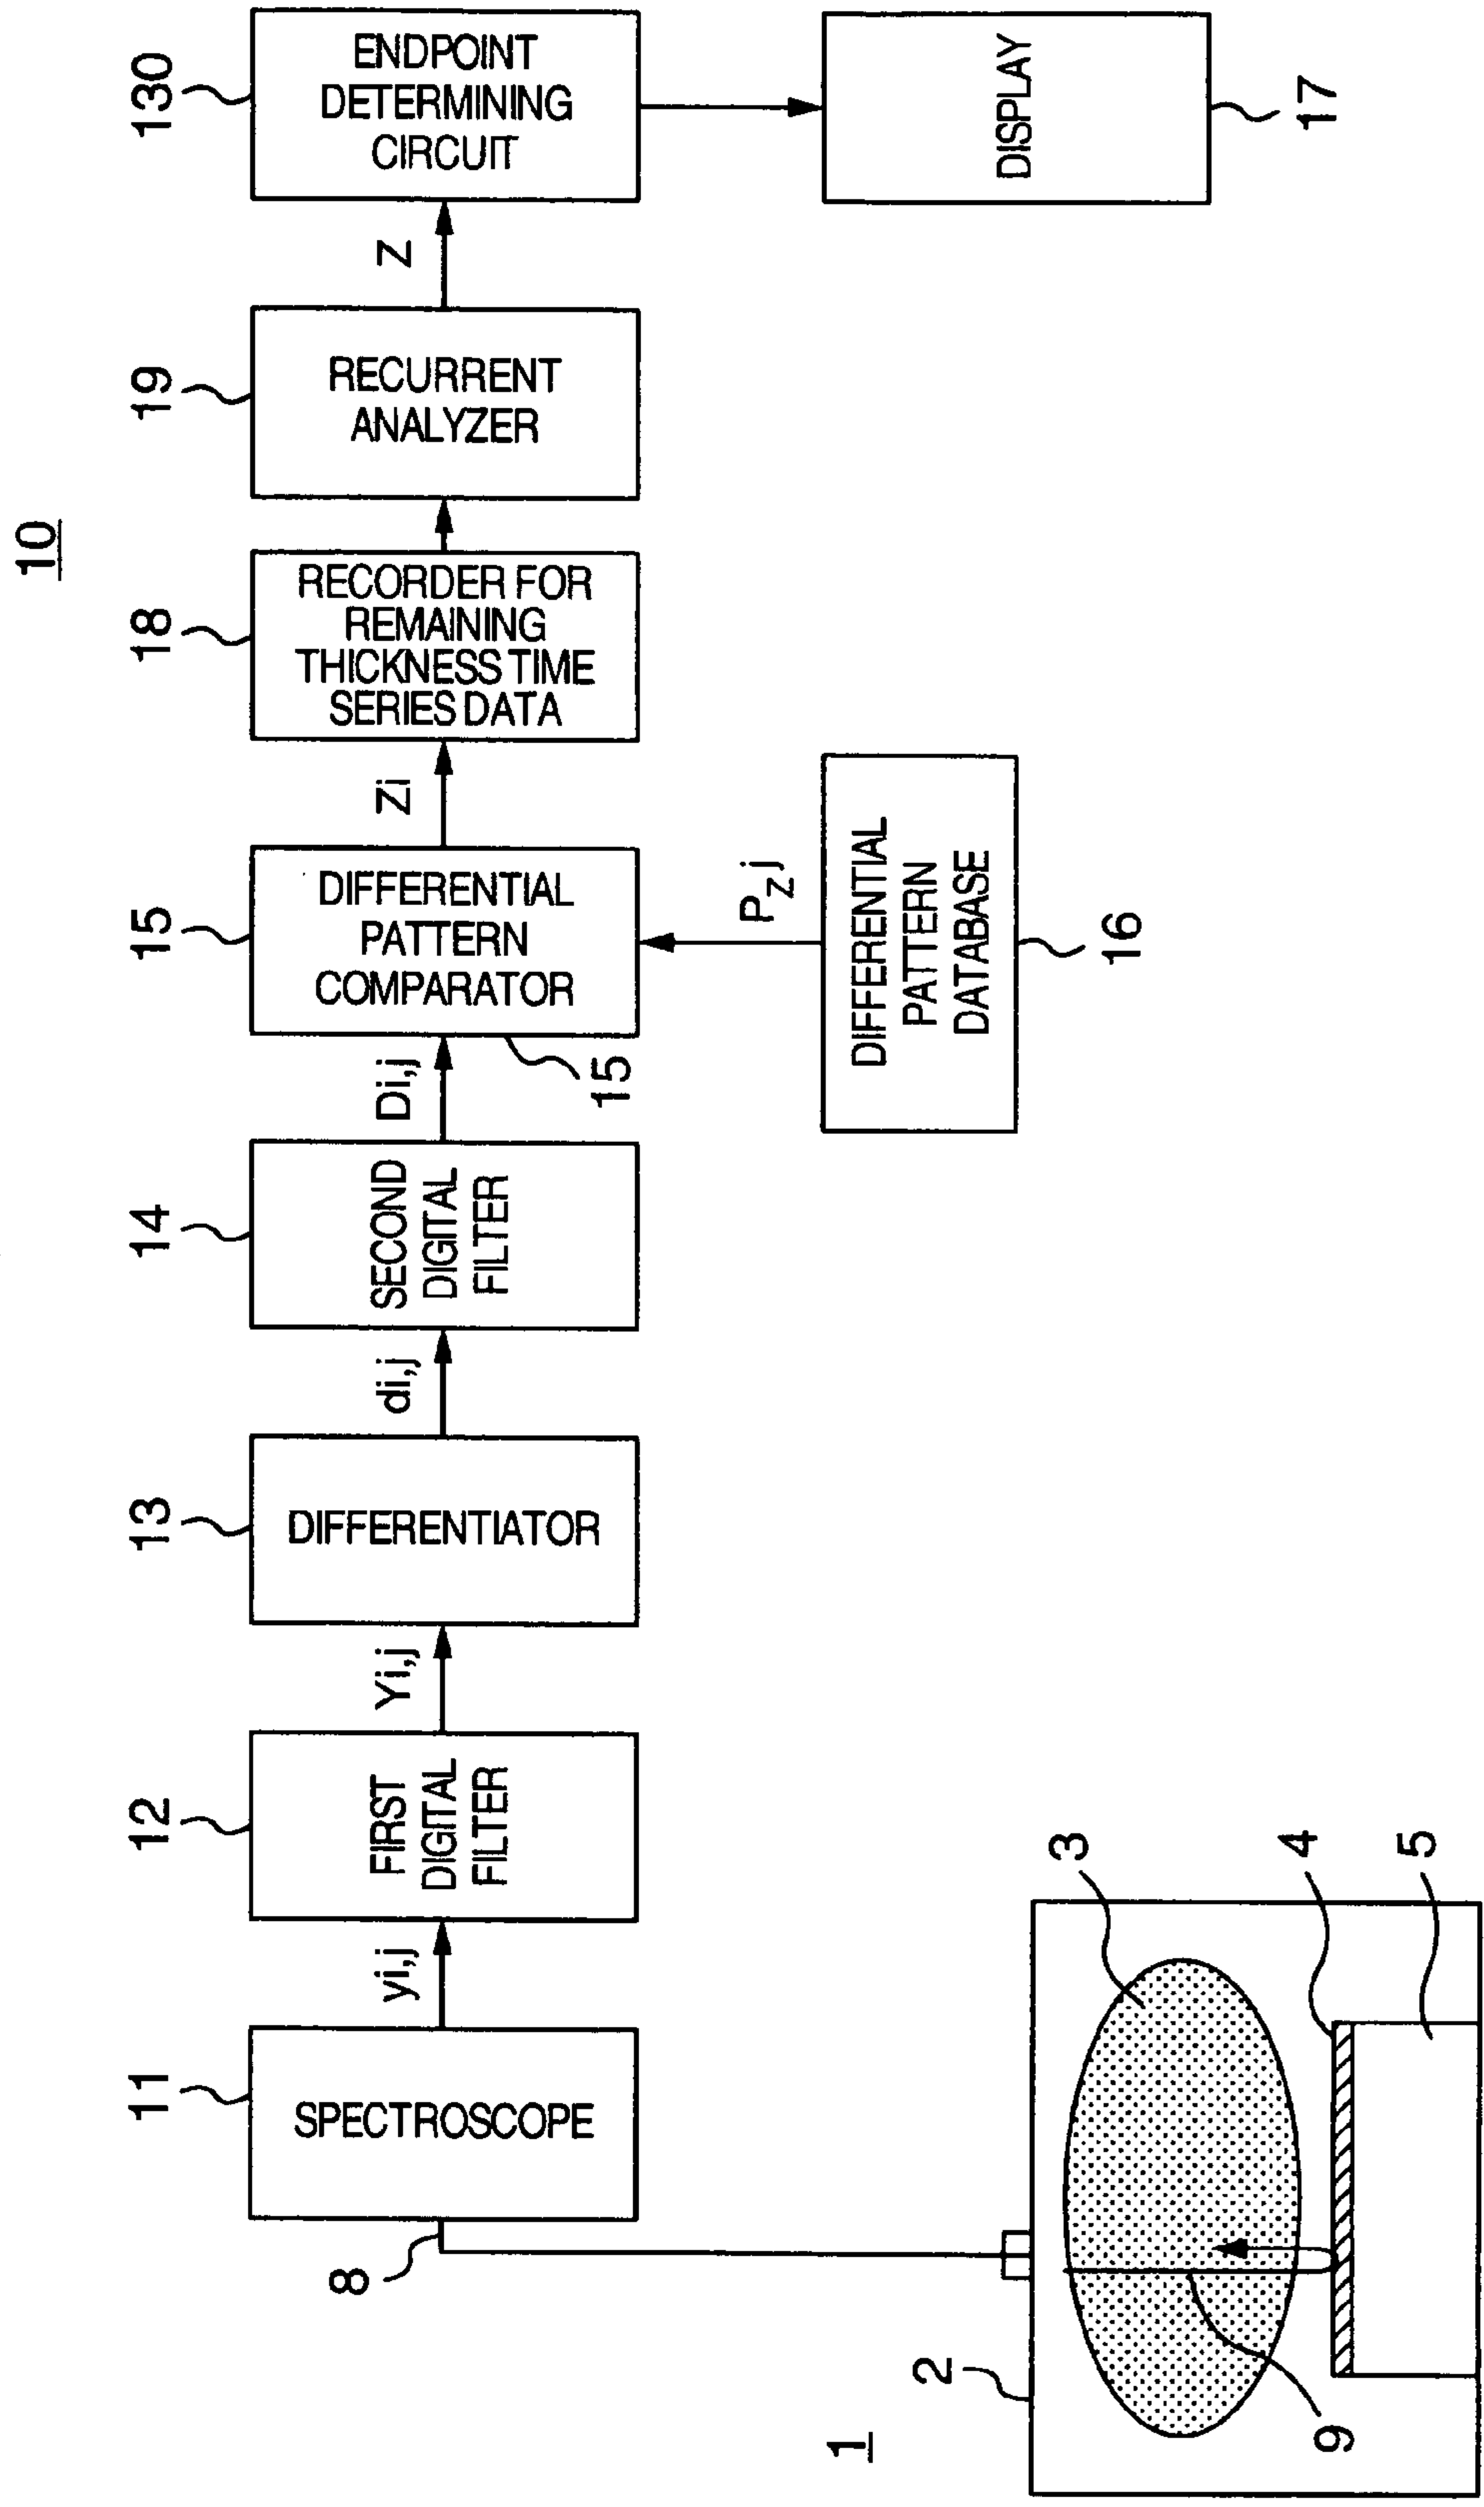 10
11
12
13
14
15
18
19
130
SPECTROSCOPE
yi,j
FIRST
DIGITAL
FILTER
Yi,j
DIFFERENTIATOR
di,j
SECOND
DIGITAL
FILTER
Di,j
DIFFERENTIAL
PATTERN
COMPARATOR
Zi
RECORDER FOR
REMAINING
THICKNESS TIME
SERIES DATA
RECURRENT
ANALYZER
Z
ENDPOINT
DETERMINING
CIRCUIT
8
15
PZj
DIFFERENTIAL
PATTERN
DATABASE
16
DISPLAY
17
1
2
3
4
5
9